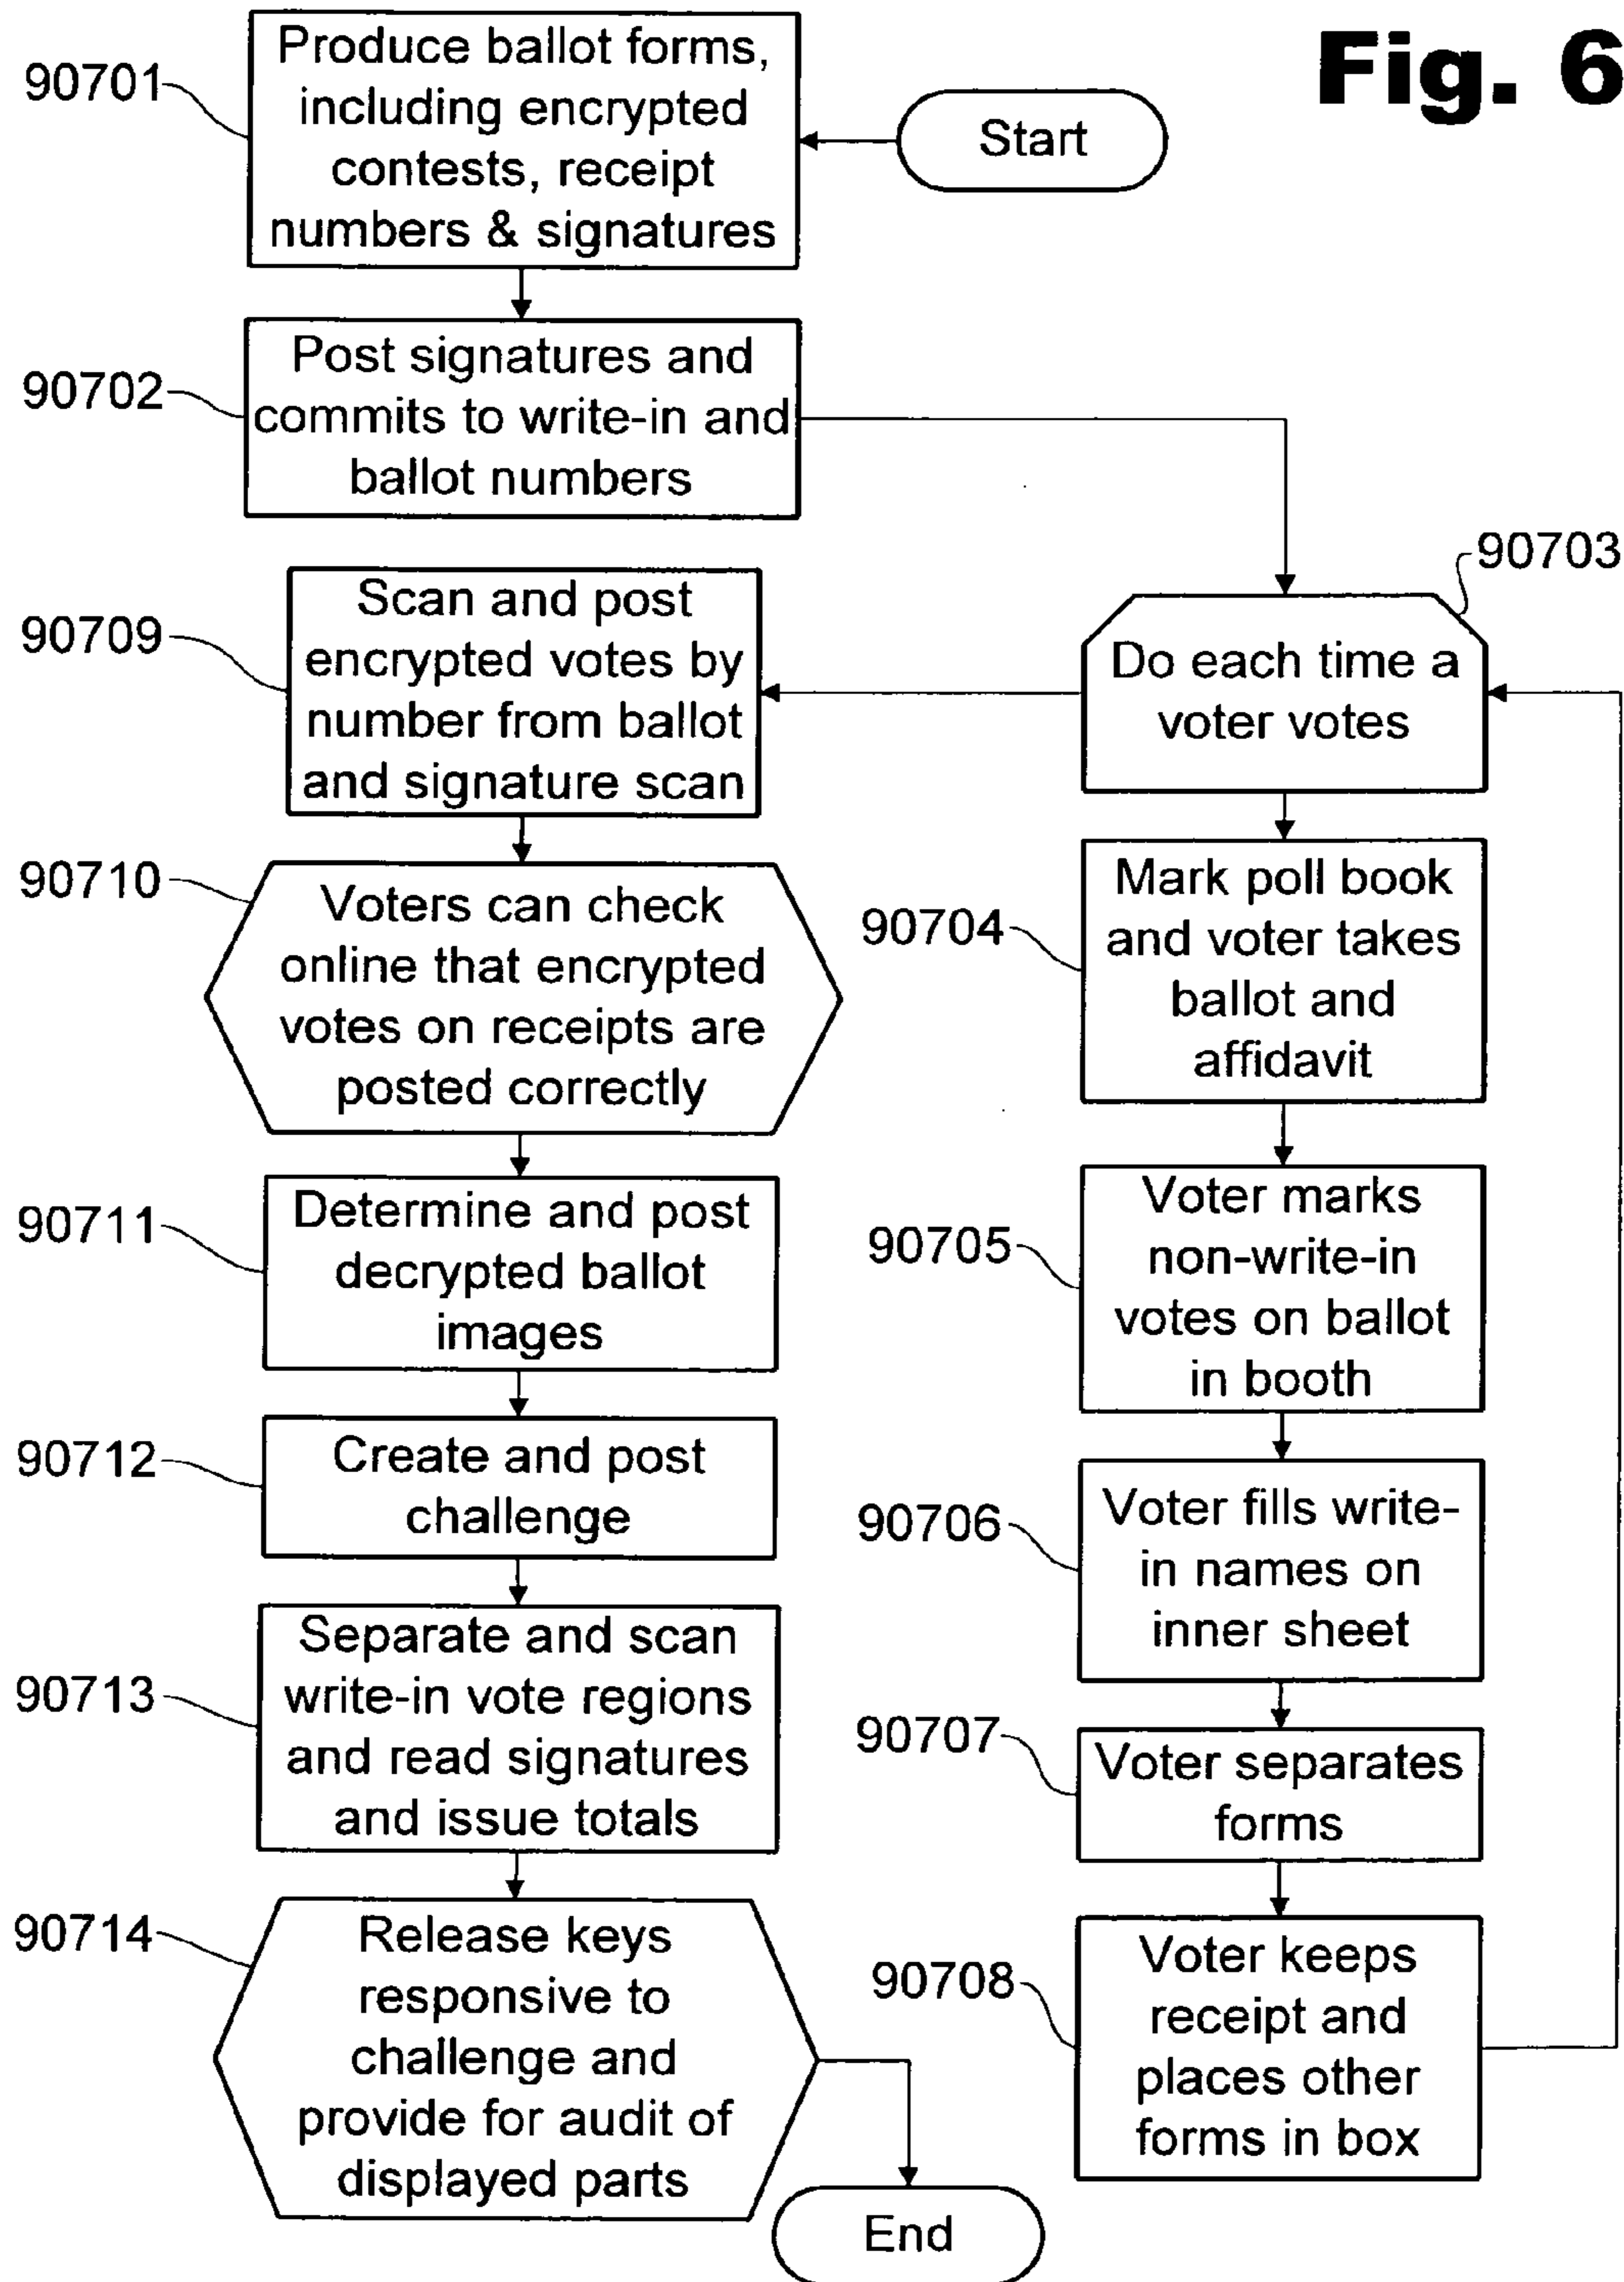 Fig. 6
Start
90701
Produce ballot forms,
including encrypted
contests, receipt
numbers & signatures
90702
Post signatures and
commits to write-in and
ballot numbers
90703
Do each time a
voter votes
90704
Mark poll book
and voter takes
ballot and
affidavit
90705
Voter marks
non-write-in
votes on ballot
in booth
90706
Voter fills write-
in names on
inner sheet
90707
Voter separates
forms
90708
Voter keeps
receipt and
places other
forms in box
90709
Scan and post
encrypted votes by
number from ballot
and signature scan
90710
Voters can check
online that encrypted
votes on receipts are
posted correctly
90711
Determine and post
decrypted ballot
images
90712
Create and post
challenge
90713
Separate and scan
write-in vote regions
and read signatures
and issue totals
90714
Release keys
responsive to
challenge and
provide for audit of
displayed parts
End